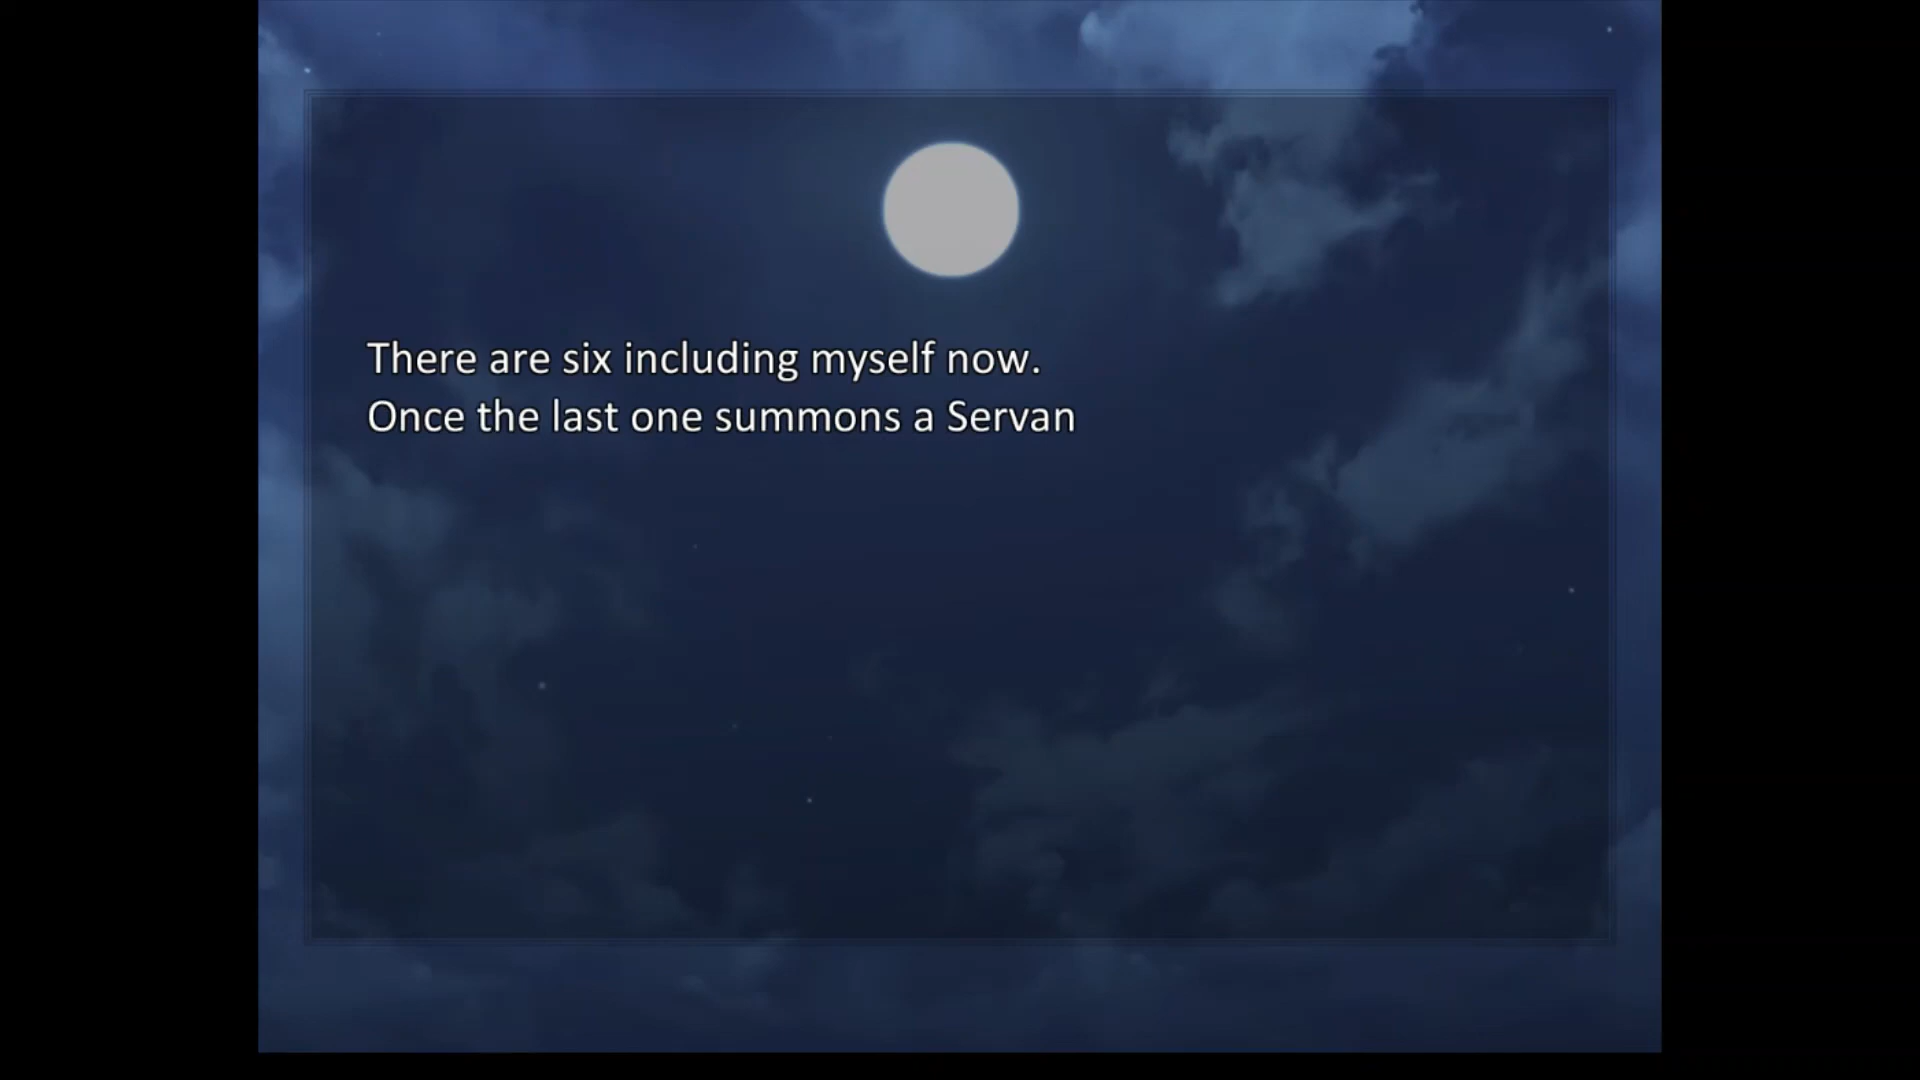 There are six including myself now.
Once the last one summons a Servan